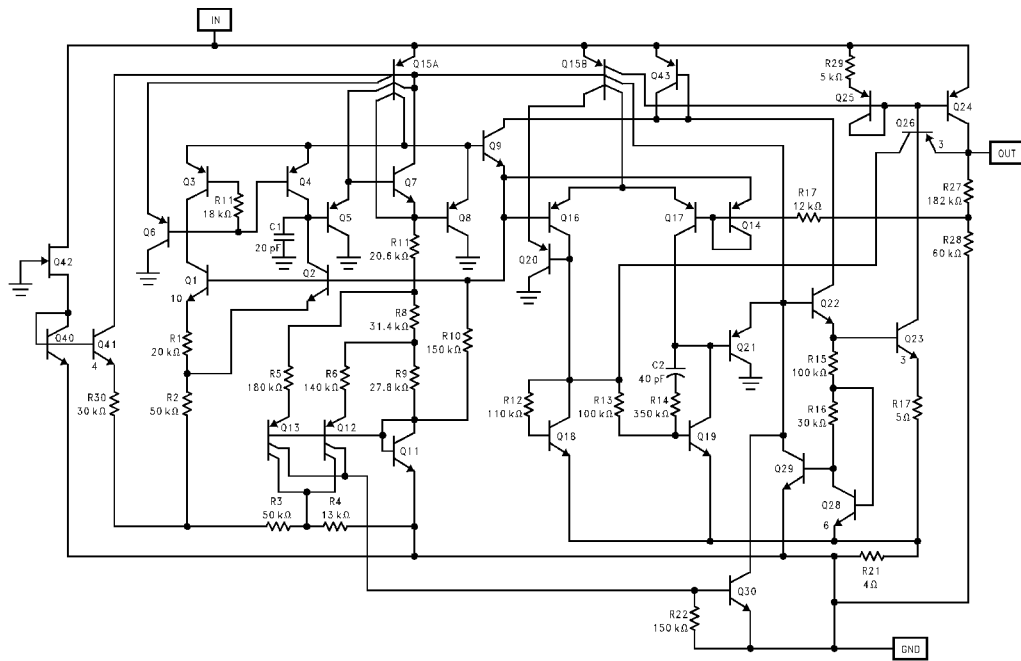 IN
Q15A
Q15B
Q43
R29
5 kΩ
Q25
Q24
Q26
3
OUT
Q9
Q3
Q4
Q7
R11
18 kΩ
C1
20 pF
Q5
Q8
Q6
Q16
Q17
Q14
R17
12 kΩ
R27
182 kΩ
R28
60 kΩ
R11
20.6 kΩ
Q20
Q42
Q1
10
Q2
R8
31.4 kΩ
Q22
Q40
Q41
4
R1
20 kΩ
R10
150 kΩ
Q21
Q23
3
R15
100 kΩ
R5
180 kΩ
R6
140 kΩ
R9
27.8 kΩ
C2
40 pF
R30
30 kΩ
R2
50 kΩ
R12
110 kΩ
R13
100 kΩ
R14
350 kΩ
R16
30 kΩ
R17
5Ω
Q13
Q12
Q11
Q18
Q19
Q29
Q28
6
R3
50 kΩ
R4
13 kΩ
R21
4Ω
Q30
R22
150 kΩ
GND